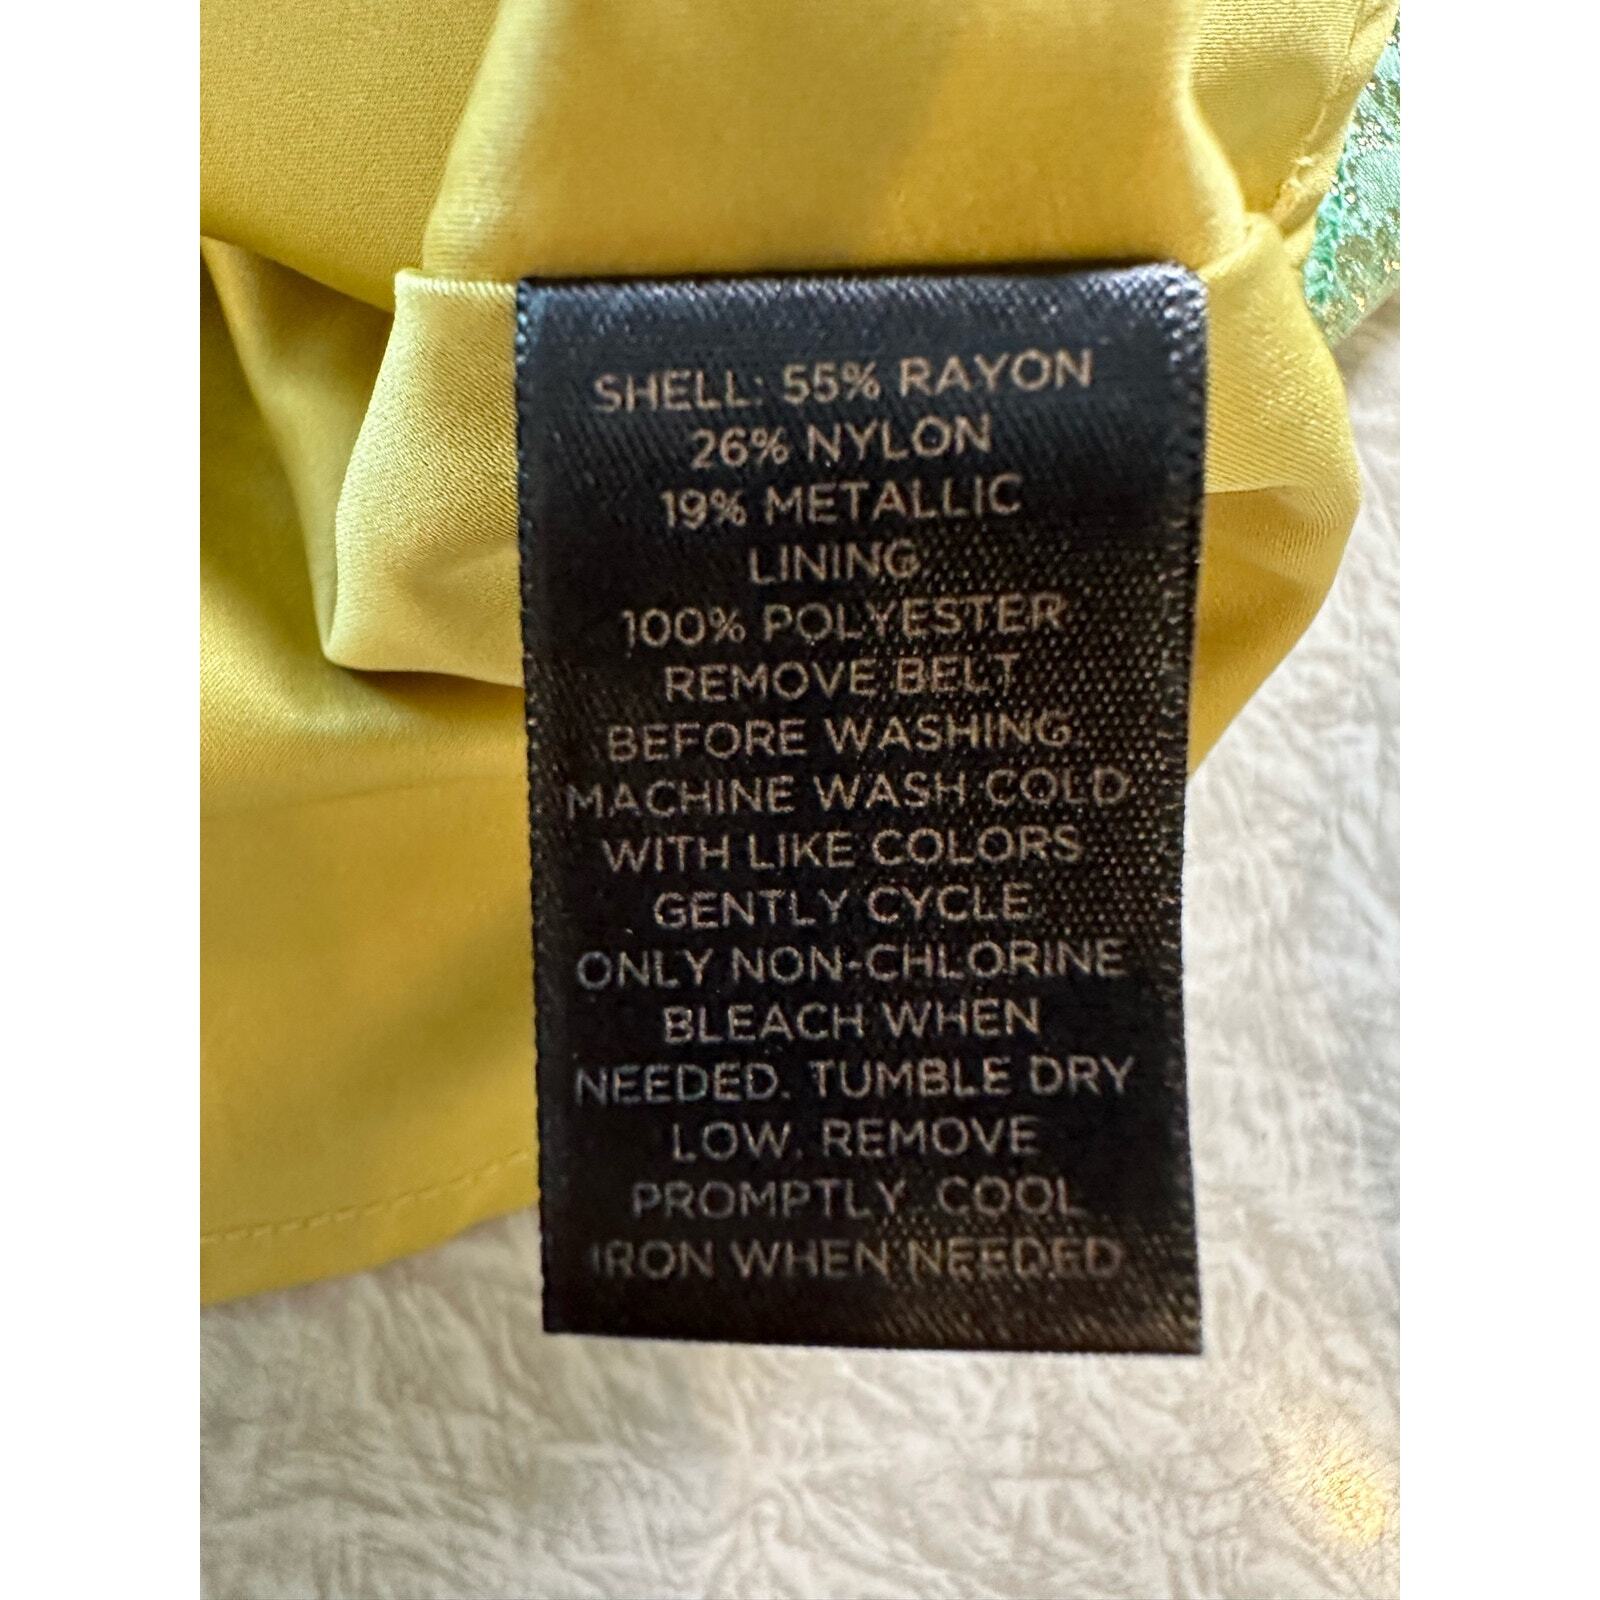 SHELL: 55% RAYON
26% NYLON
19% METALLIC
LINING
100% POLYESTER
REMOVE BELT
BEFORE WASHING.
MACHINE WASH COLD
WITH LIKE COLORS
GENTLY CYCLE.
ONLY NON-CHLORINE
BLEACH WHEN
NEEDED. TUMBLE DRY
LOW. REMOVE
PROMPTLY. COOL
IRON WHEN NEEDED